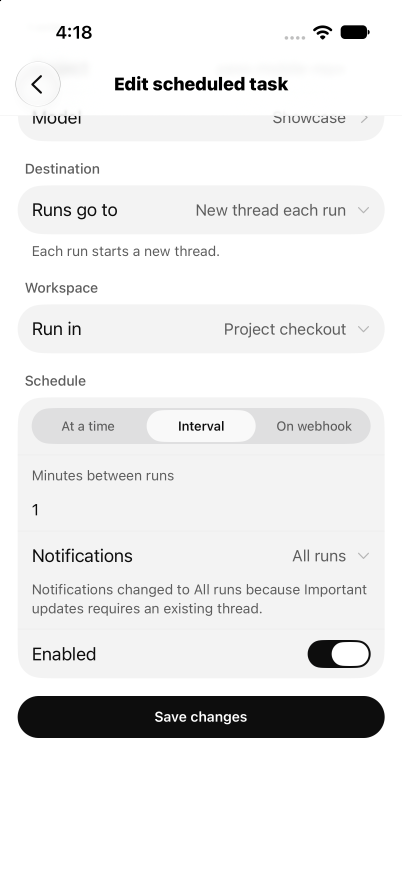 4:18
Edit scheduled task
Model
Showcase
Destination
Runs go to
New thread each run
Each run starts a new thread.
Workspace
Run in
Project checkout
Schedule
At a time
Interval
On webhook
Minutes between runs
1
Notifications
All runs
Notifications changed to All runs because Important
updates requires an existing thread.
Enabled
Save changes